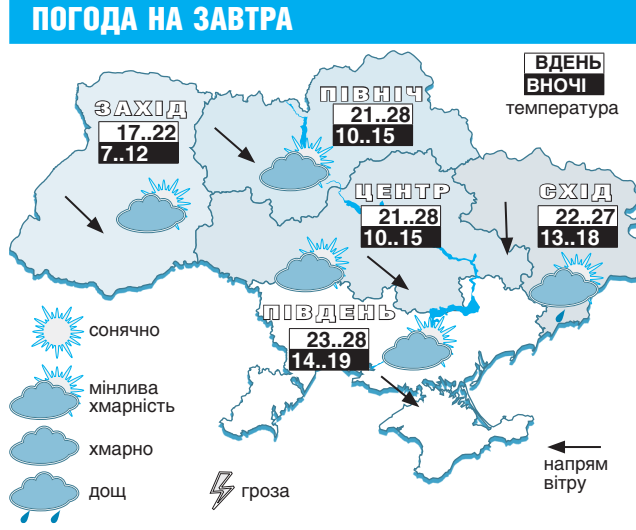 ПОГОДА НА ЗАВТРА
ВДЕНЬ
ВНОЧІ
температура
ЗАХІД
17..22
7..12
ПІВНІЧ
21..28
10..15
ЦЕНТР
21..28
10..15
СХІД
22..27
13..18
ПІВДЕНЬ
23..28
14..19
сонячно
мінлива
хмарність
хмарно
дощ
гроза
напрям
вітру